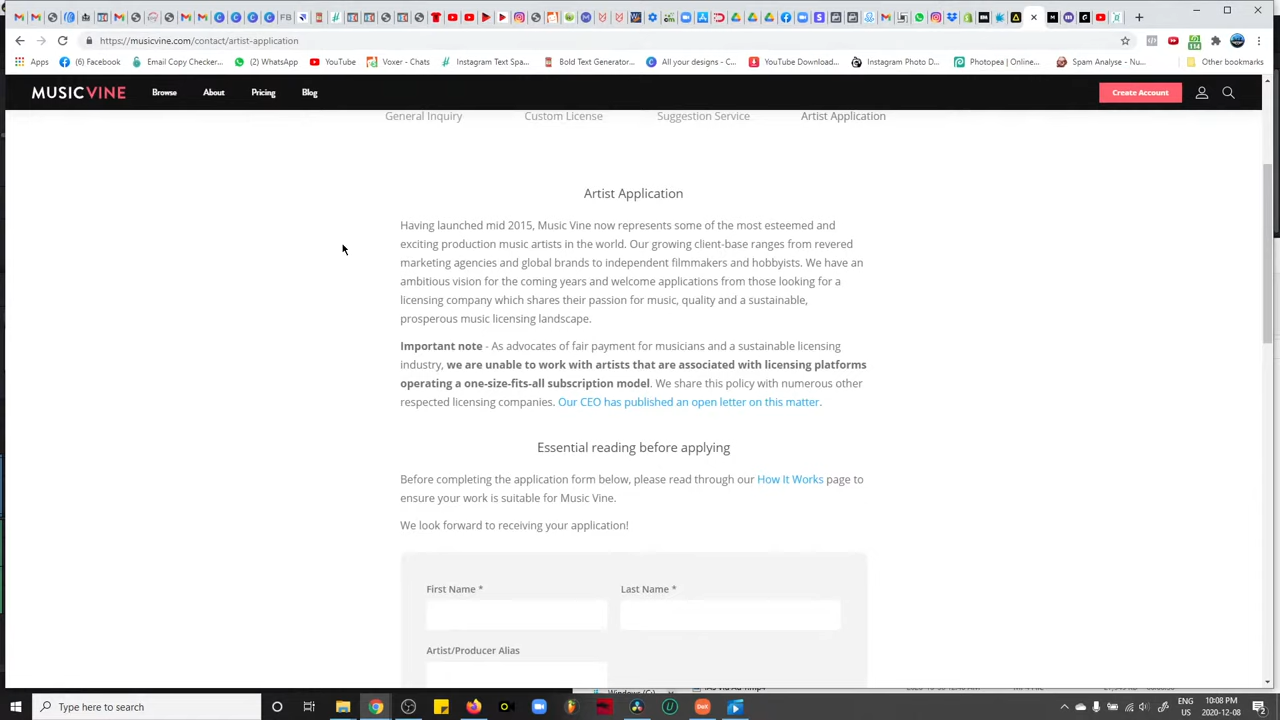 FB
https://musicvine.com/contact/artist-application
114
Apps
(6) Facebook
Email Copy Checker...
(2) WhatsApp
YouTube
Voxer - Chats
Instagram Text Spa...
Bold Text Generator...
All your designs - C...
YouTube Download...
Instagram Photo D...
Photopea | Online...
Spam Analyse - Nu...
Other bookmarks
MUSICVINE
Browse
About
Pricing
Blog
Create Account
General Inquiry
Custom License
Suggestion Service
Artist Application
Artist Application
Having launched mid 2015, Music Vine now represents some of the most esteemed and
exciting production music artists in the world. Our growing client-base ranges from revered
marketing agencies and global brands to independent filmmakers and hobbyists. We have an
ambitious vision for the coming years and welcome applications from those looking for a
licensing company which shares their passion for music, quality and a sustainable,
prosperous music licensing landscape.
Important note - As advocates of fair payment for musicians and a sustainable licensing
industry, we are unable to work with artists that are associated with licensing platforms
operating a one-size-fits-all subscription model. We share this policy with numerous other
respected licensing companies. Our CEO has published an open letter on this matter.
Essential reading before applying
Before completing the application form below, please read through our How It Works page to
ensure your work is suitable for Music Vine.
We look forward to receiving your application!
First Name *
Last Name *
Artist/Producer Alias
Windows (C:)
Type here to search
ENG
US
10:08 PM
2020-12-08